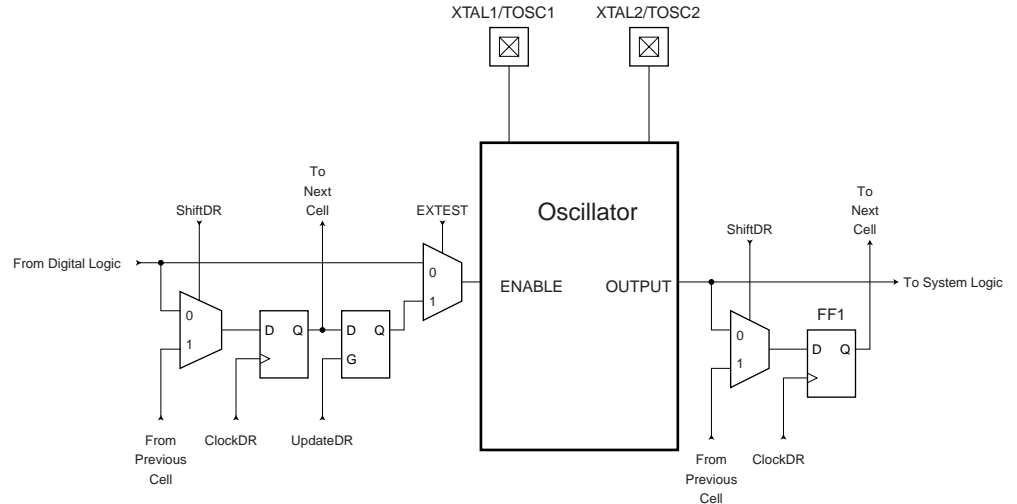 XTAL1/TOSC1
XTAL2/TOSC2
To
Next
Cell
ShiftDR
EXTEST
From Digital Logic
0
1
D Q
D Q
G
0
1
From
Previous
Cell
ClockDR
UpdateDR
Oscillator
ENABLE
OUTPUT
To
Next
Cell
ShiftDR
To System Logic
FF1
0
1
D Q
From
Previous
Cell
ClockDR